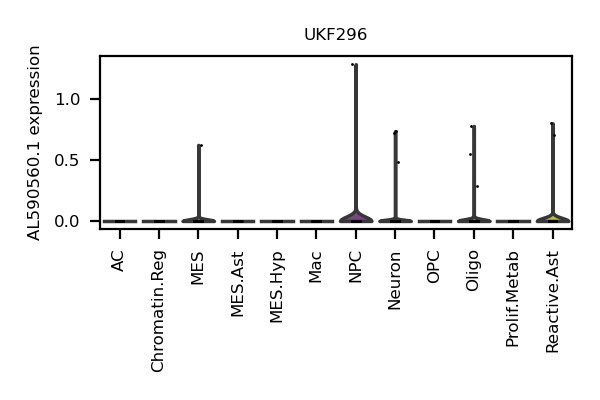 UKF296
AL590560.1 expression
1.0
0.5
0.0
AC
Chromatin.Reg
MES
MES.Ast
MES.Hyp
Mac
NPC
Neuron
OPC
Oligo
Prolif.Metab
Reactive.Ast